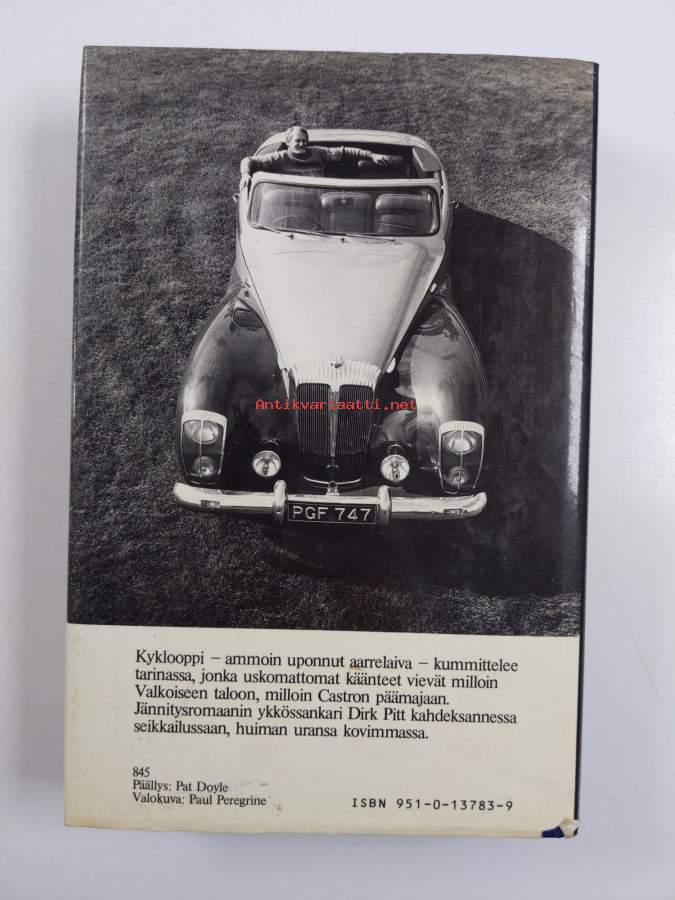 Antikvariaatti.net
PGF 747
Kyklooppi – ammoin uponnut aarrelaiva – kummittelee
tarinassa, jonka uskomattomat käänteet vievät milloin
Valkoiseen taloon, milloin Castron päämajaan.
Jännitysromaanin ykkössankari Dirk Pitt kahdeksannessa
seikkailussaan, huiman uransa kovimmassa.
845
Päällys: Pat Doyle
Valokuva: Paul Peregrine
ISBN 951-0-13783-9